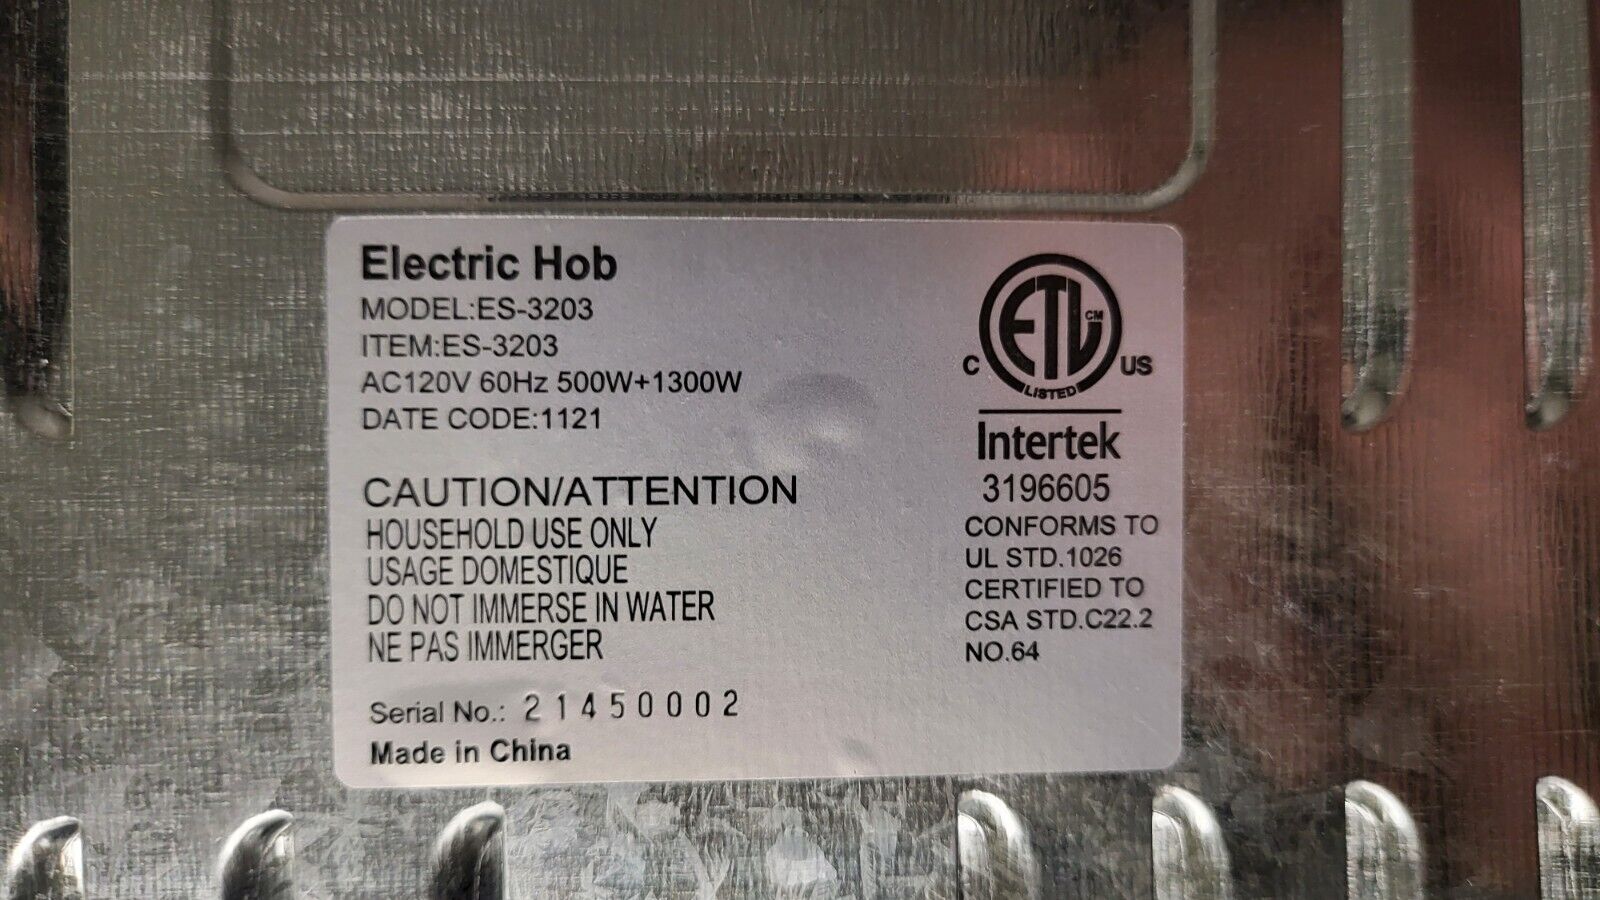 Electric Hob
MODEL:ES-3203
ITEM:ES-3203
AC120V 60Hz 500W+1300W
DATE CODE:1121
CAUTION/ATTENTION
HOUSEHOLD USE ONLY
USAGE DOMESTIQUE
DO NOT IMMERSE IN WATER
NE PAS IMMERGER
Serial No.: 21450002
Made in China
ETL CM
C US
LISTED
Intertek
3196605
CONFORMS TO
UL STD.1026
CERTIFIED TO
CSA STD.C22.2
NO.64